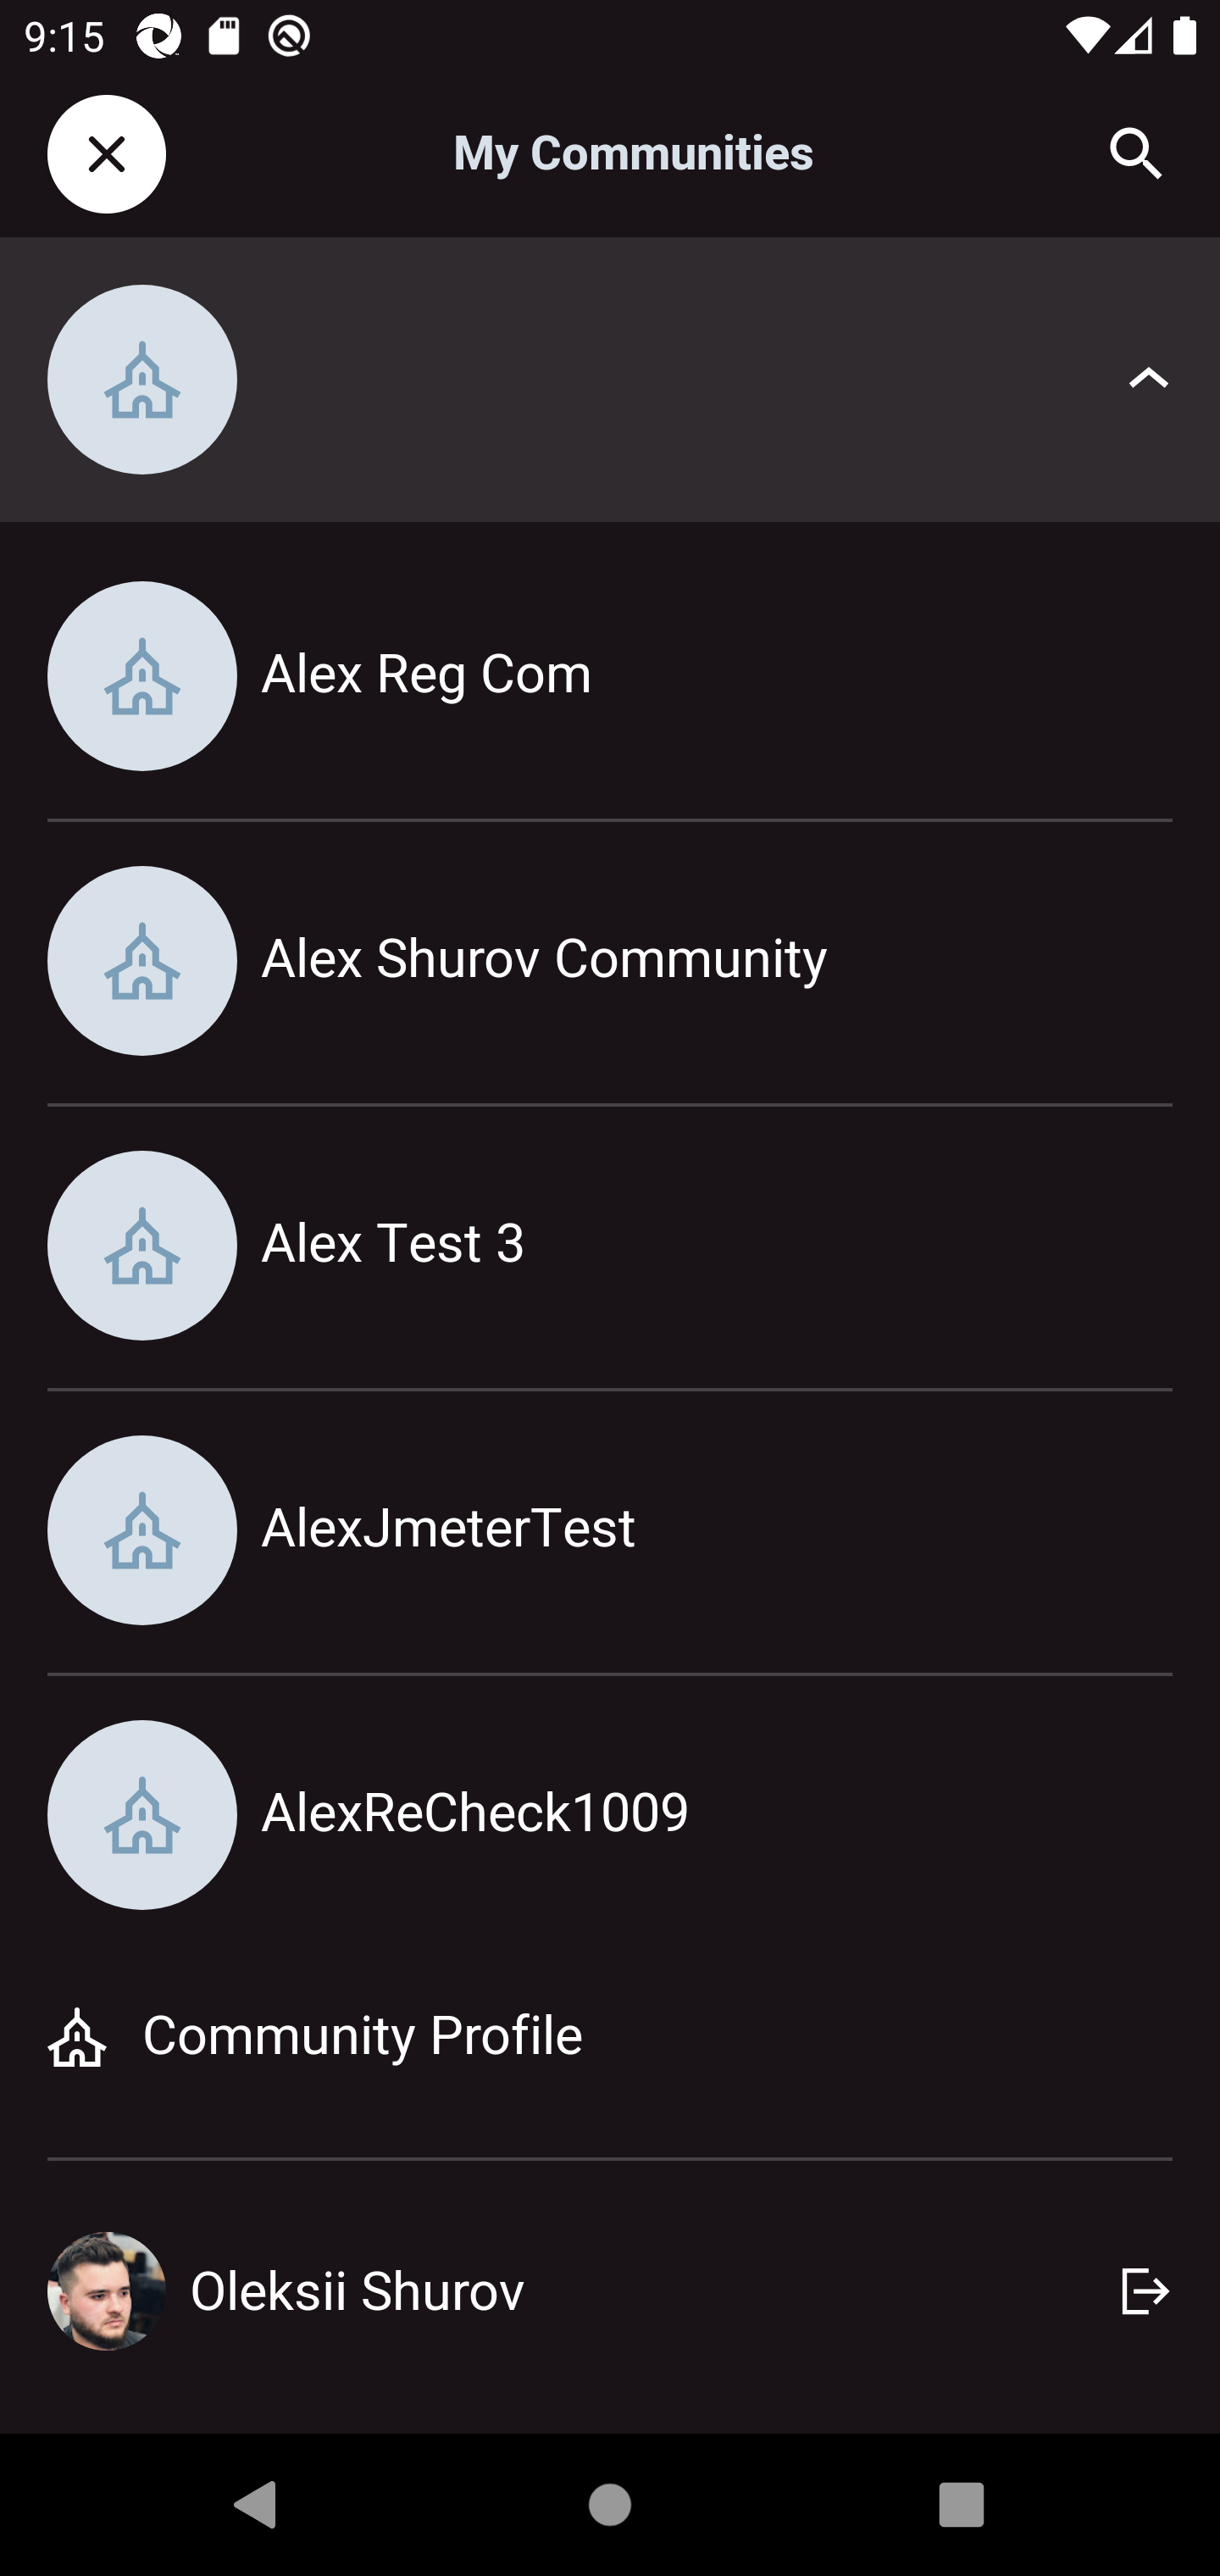 9:15
My Communities
Alex Reg Com
Alex Shurov Community
Alex Test 3
AlexJmeterTest
AlexReCheck1009
Community Profile
Oleksii Shurov